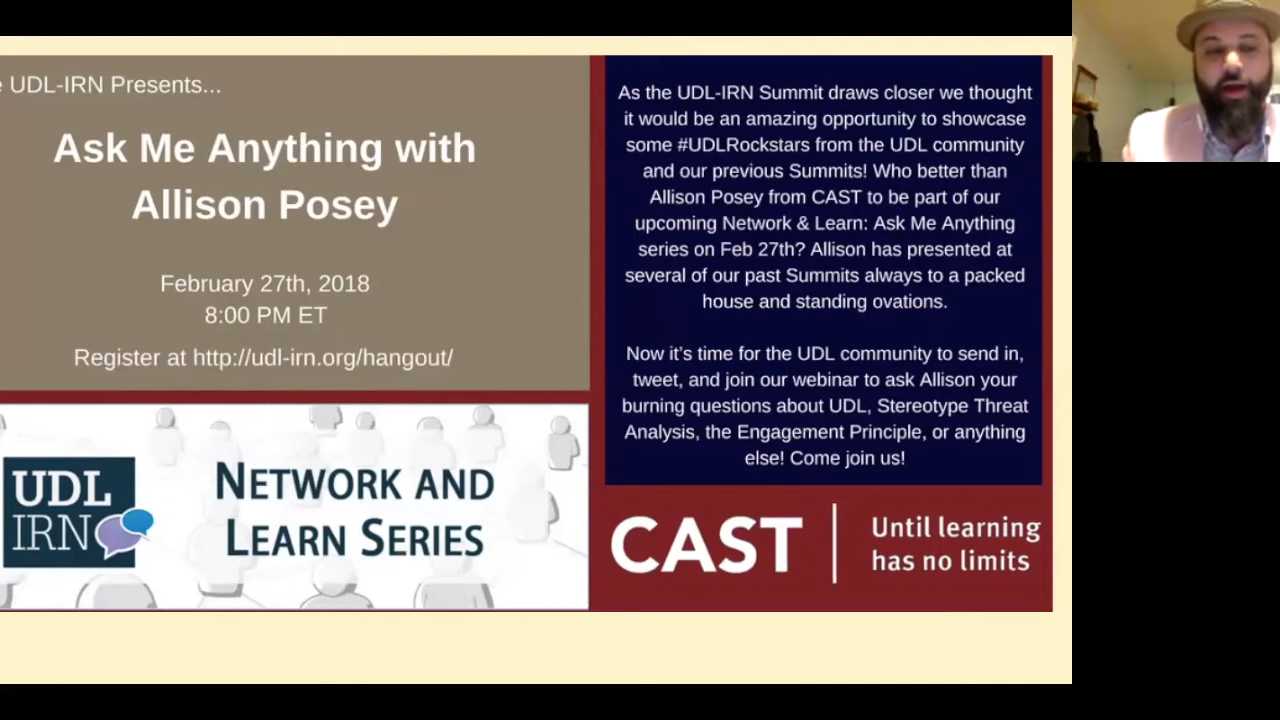 UDL-IRN Presents...
Ask Me Anything with
Allison Posey
February 27th, 2018
8:00 PM ET
Register at http://udl-irn.org/hangout/
UDL
IRN
NETWORK AND
LEARN SERIES
As the UDL-IRN Summit draws closer we thought
it would be an amazing opportunity to showcase
some #UDLRockstars from the UDL community
and our previous Summits! Who better than
Allison Posey from CAST to be part of our
upcoming Network & Learn: Ask Me Anything
series on Feb 27th? Allison has presented at
several of our past Summits always to a packed
house and standing ovations.
Now it's time for the UDL community to send in,
tweet, and join our webinar to ask Allison your
burning questions about UDL, Stereotype Threat
Analysis, the Engagement Principle, or anything
else! Come join us!
CAST
Until learning
has no limits